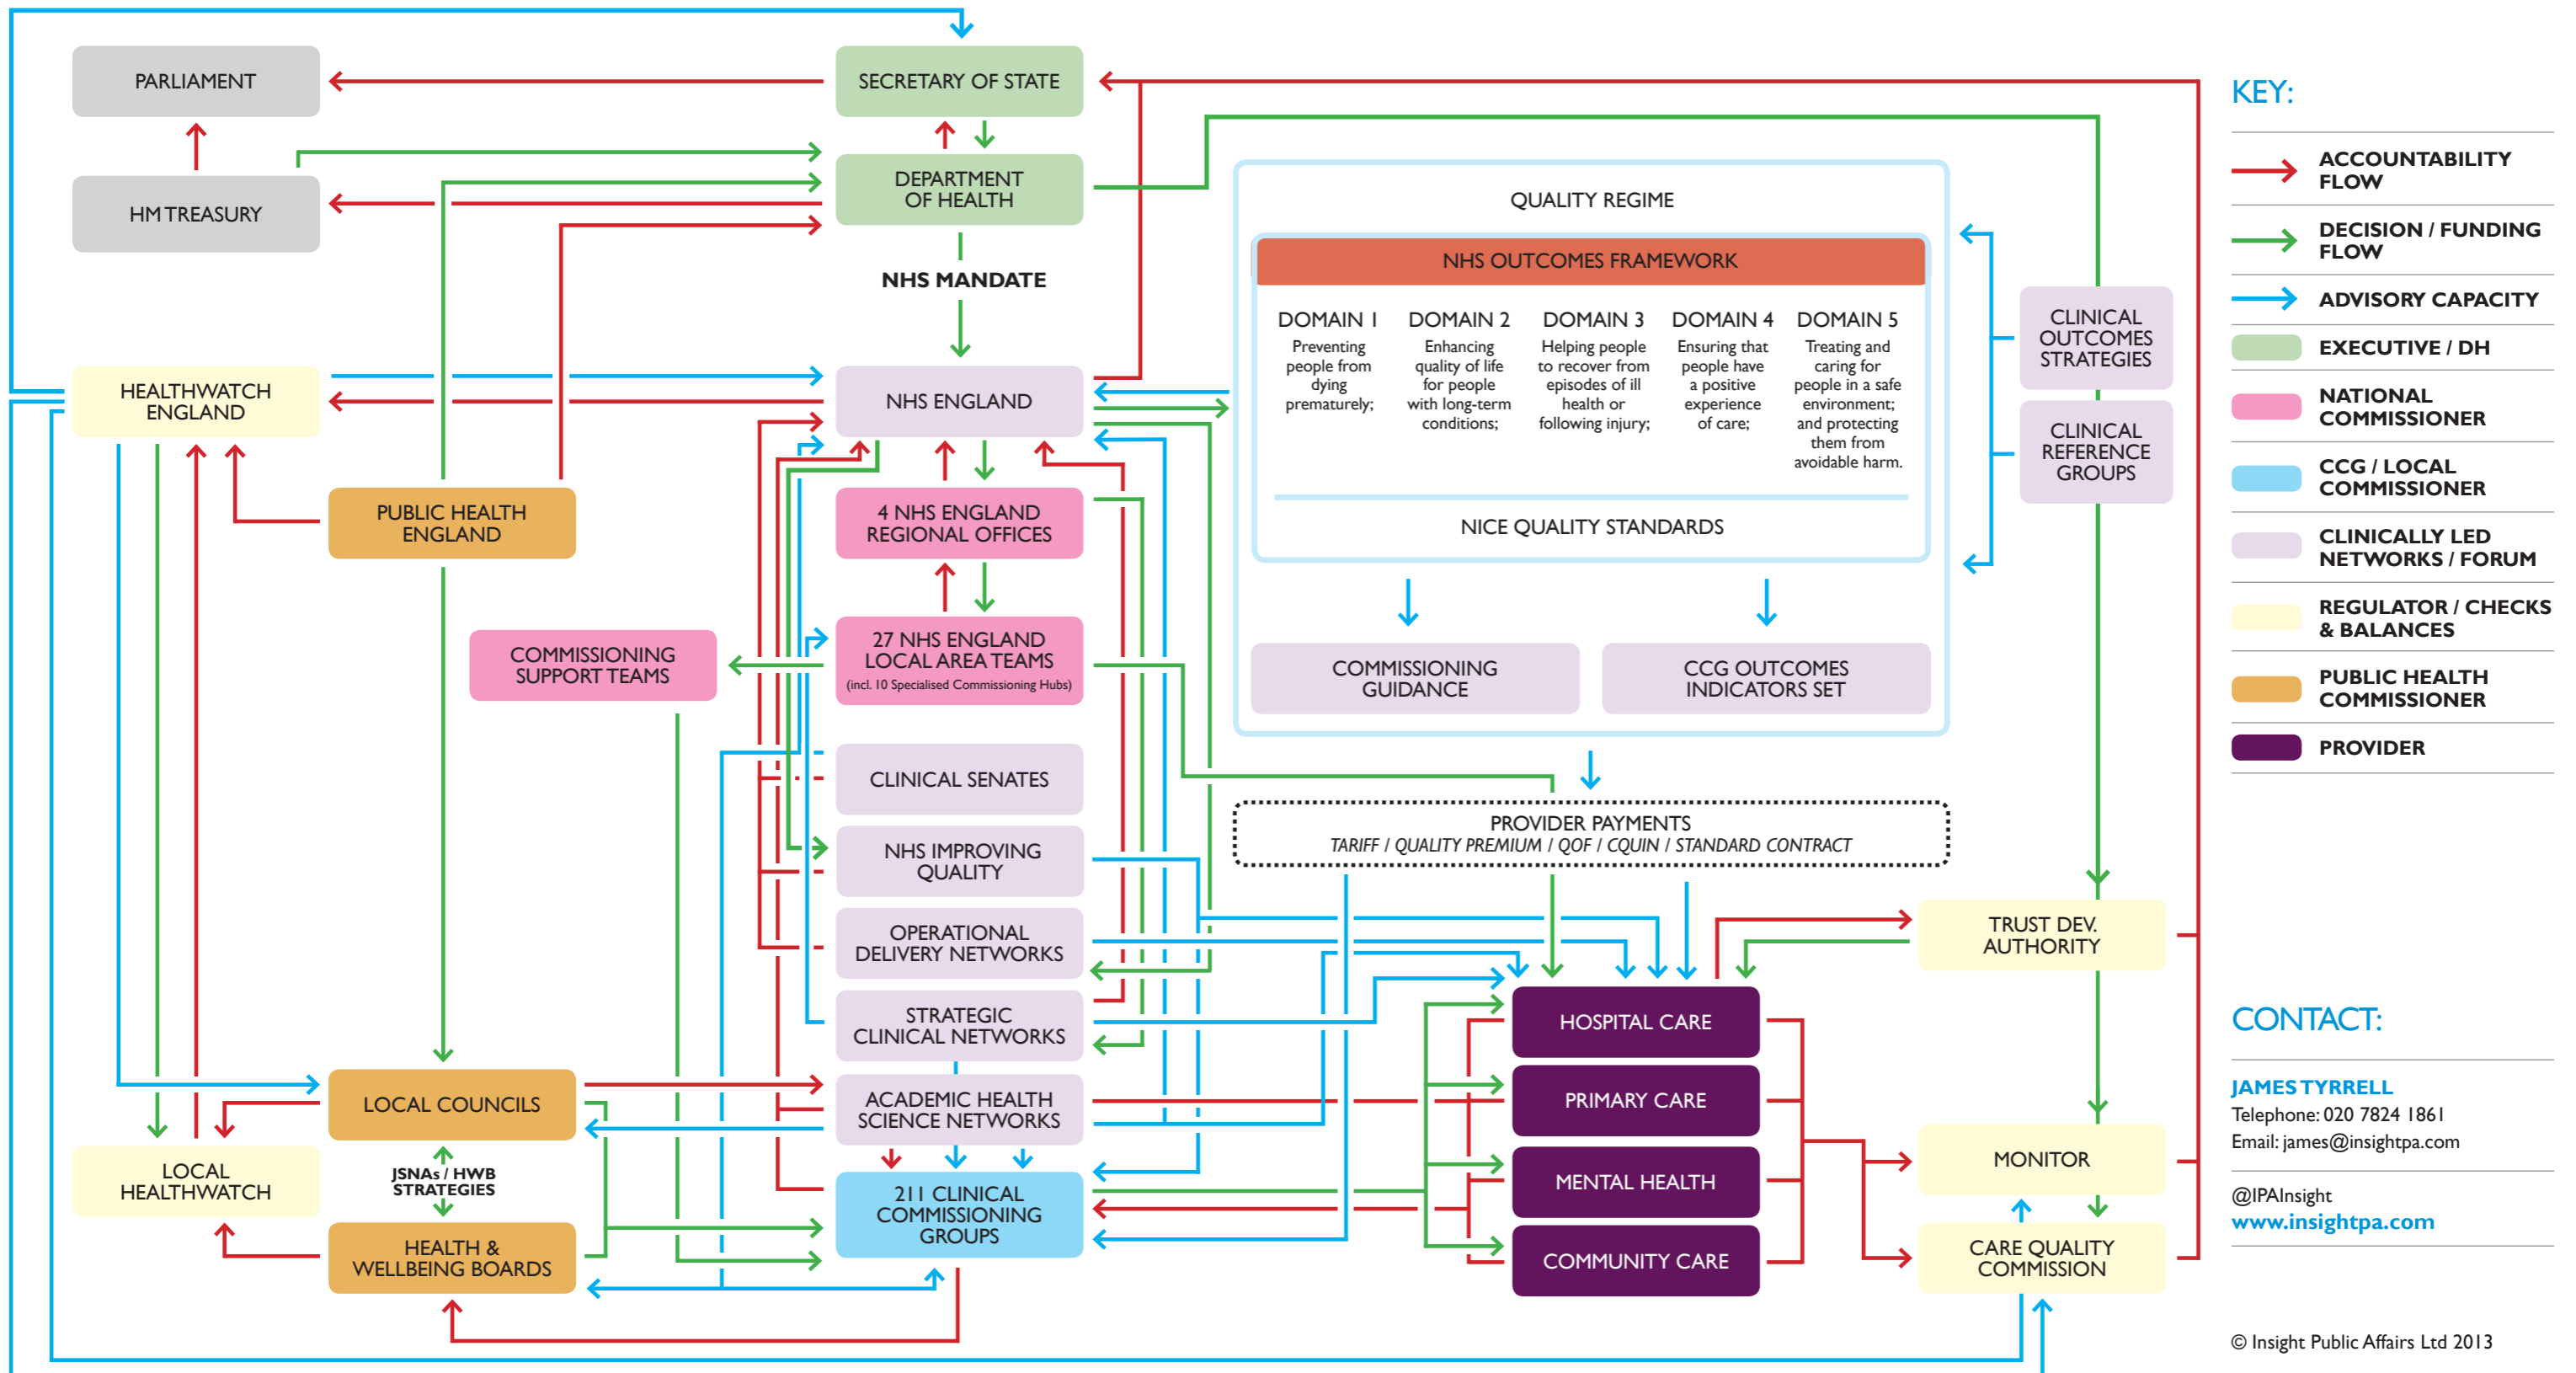 PARLIAMENT
SECRETARY OF STATE
HM TREASURY
DEPARTMENT
OF HEALTH
NHS MANDATE
HEALTHWATCH
ENGLAND
NHS ENGLAND
PUBLIC HEALTH
ENGLAND
4 NHS ENGLAND
REGIONAL OFFICES
COMMISSIONING
SUPPORT TEAMS
27 NHS ENGLAND
LOCAL AREA TEAMS
(incl. 10 Specialised Commissioning Hubs)
CLINICAL SENATES
NHS IMPROVING
QUALITY
OPERATIONAL
DELIVERY NETWORKS
STRATEGIC
CLINICAL NETWORKS
LOCAL COUNCILS
ACADEMIC HEALTH
SCIENCE NETWORKS
LOCAL
HEALTHWATCH
JSNAs / HWB
STRATEGIES
HEALTH &
WELLBEING BOARDS
211 CLINICAL
COMMISSIONING
GROUPS
QUALITY REGIME
NHS OUTCOMES FRAMEWORK
DOMAIN 1
Preventing
people from
dying
prematurely;
DOMAIN 2
Enhancing
quality of life
for people
with long-term
conditions;
DOMAIN 3
Helping people
to recover from
episodes of ill
health or
following injury;
DOMAIN 4
Ensuring that
people have
a positive
experience
of care;
DOMAIN 5
Treating and
caring for
people in a safe
environment;
and protecting
them from
avoidable harm.
NICE QUALITY STANDARDS
COMMISSIONING
GUIDANCE
CCG OUTCOMES
INDICATORS SET
PROVIDER PAYMENTS
TARIFF / QUALITY PREMIUM / QOF / CQUIN / STANDARD CONTRACT
HOSPITAL CARE
PRIMARY CARE
MENTAL HEALTH
COMMUNITY CARE
CLINICAL
OUTCOMES
STRATEGIES
CLINICAL
REFERENCE
GROUPS
TRUST DEV.
AUTHORITY
MONITOR
CARE QUALITY
COMMISSION
KEY:
ACCOUNTABILITY
FLOW
DECISION / FUNDING
FLOW
ADVISORY CAPACITY
EXECUTIVE / DH
NATIONAL
COMMISSIONER
CCG / LOCAL
COMMISSIONER
CLINICALLY LED
NETWORKS / FORUM
REGULATOR / CHECKS
& BALANCES
PUBLIC HEALTH
COMMISSIONER
PROVIDER
CONTACT:
JAMES TYRRELL
Telephone: 020 7824 1861
Email: james@insightpa.com
@IPAInsight
www.insightpa.com
© Insight Public Affairs Ltd 2013